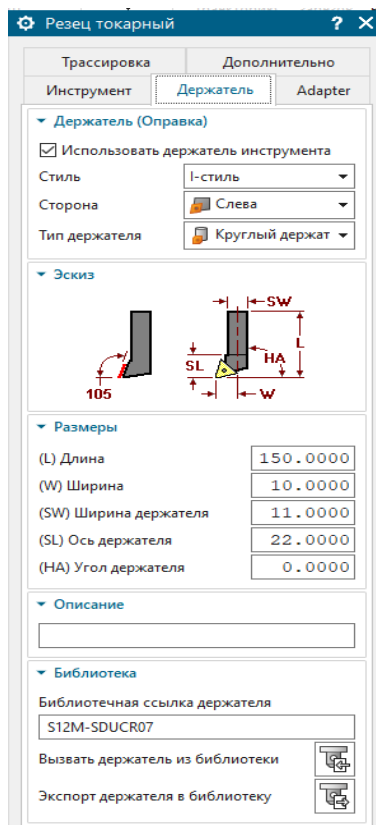 Резец токарный ? ×
Трассировка Дополнительно
Инструмент Держатель Adapter
Держатель (Оправка)
Использовать держатель инструмента
Стиль I-стиль
Сторона Слева
Тип держателя Круглый держат
Эскиз
SW
L
SL HA
105 W
Размеры
(L) Длина 150.0000
(W) Ширина 10.0000
(SW) Ширина держателя 11.0000
(SL) Ось держателя 22.0000
(HA) Угол держателя 0.0000
Описание
Библиотека
Библиотечная ссылка держателя
S12M-SDUCR07
Вызвать держатель из библиотеки
Экспорт держателя в библиотеку